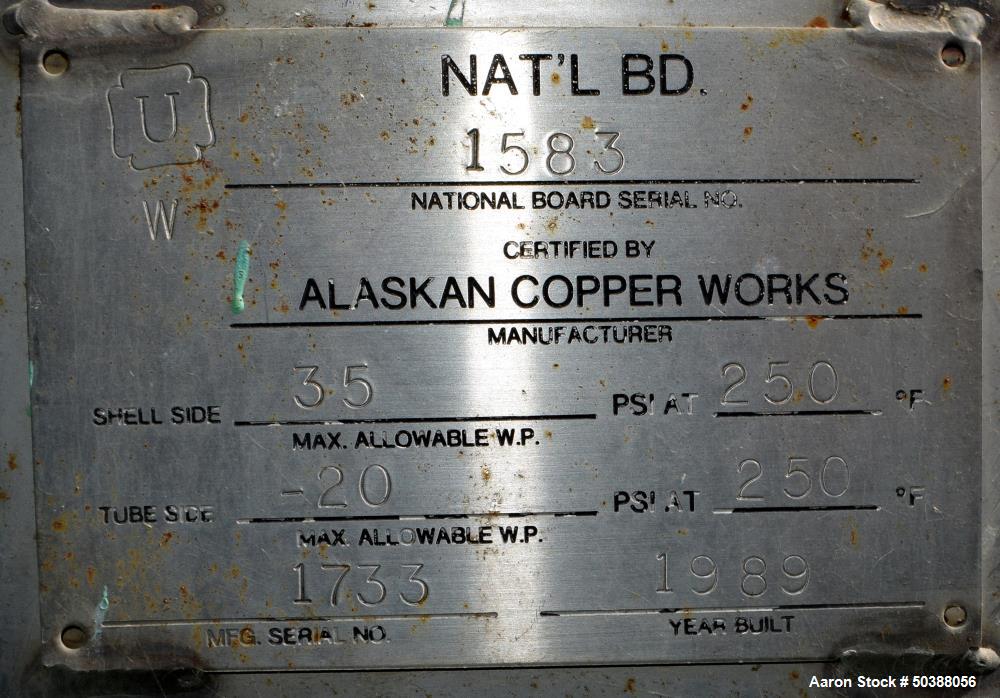 U
W
NAT'L BD.
1583
NATIONAL BOARD SERIAL NO.
CERTIFIED BY
ALASKAN COPPER WORKS
MANUFACTURER
SHELL SIDE 35 PSI AT 250 °F
MAX. ALLOWABLE W.P.
TUBE SIDE -20 PSI AT 250 °F
MAX. ALLOWABLE W.P.
1733 1989
MFG. SERIAL NO. YEAR BUILT
Aaron Stock # 50388056